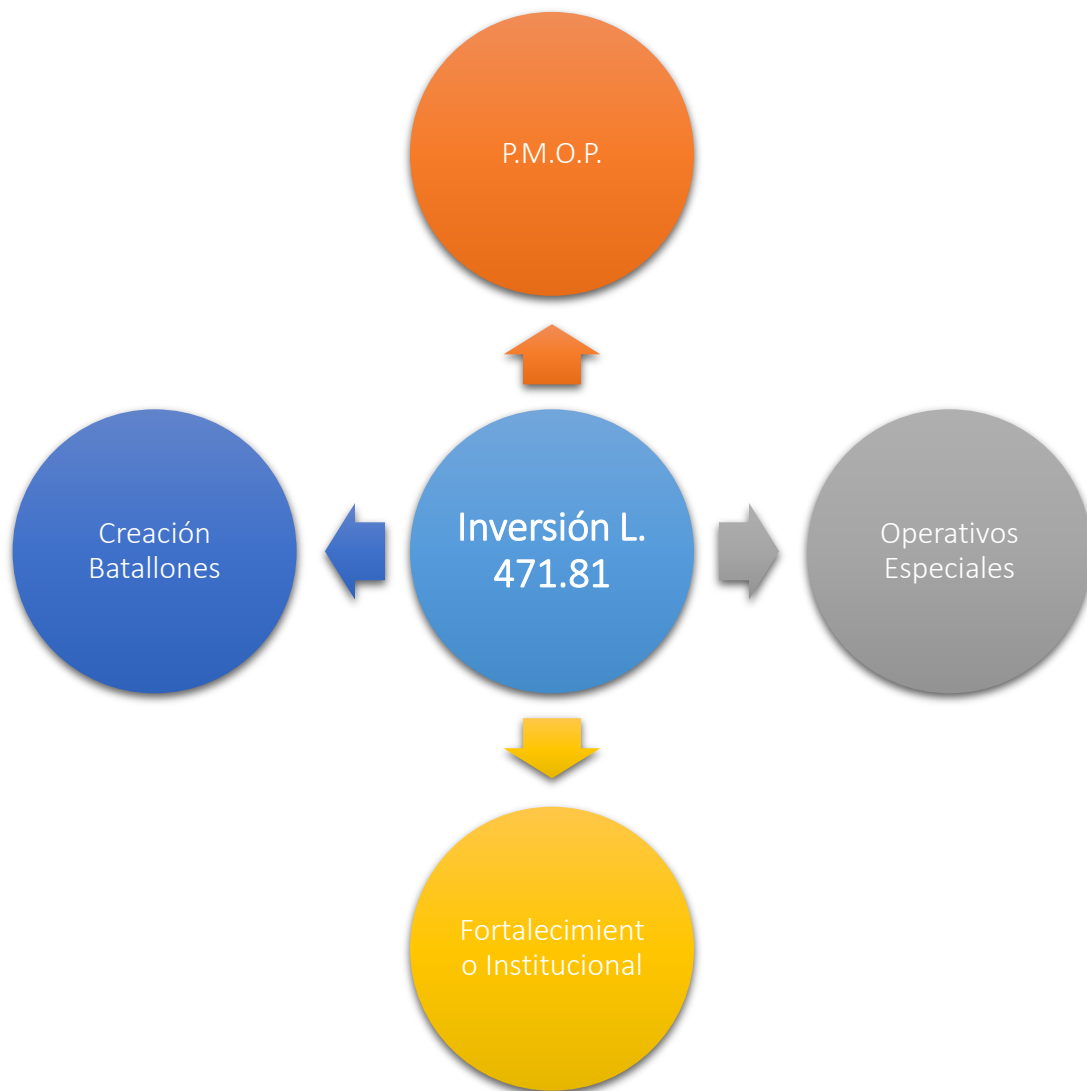 P.M.O.P.
Creación
Batallones
Inversión L.
471.81
Operativos
Especiales
Fortalecimient
o Institucional